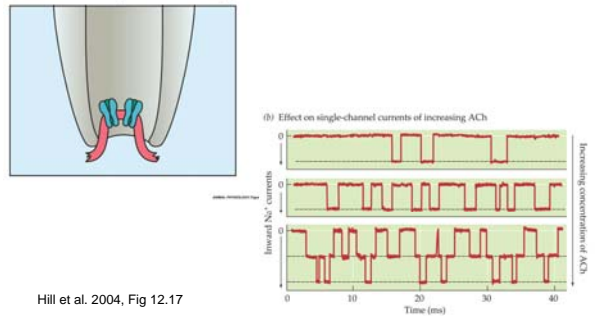 (b) Effect on single-channel currents of increasing ACh
0
0
0
Inward Na⁺ currents
Increasing concentration of ACh
0 10 20 30 40
Time (ms)
Hill et al. 2004, Fig 12.17